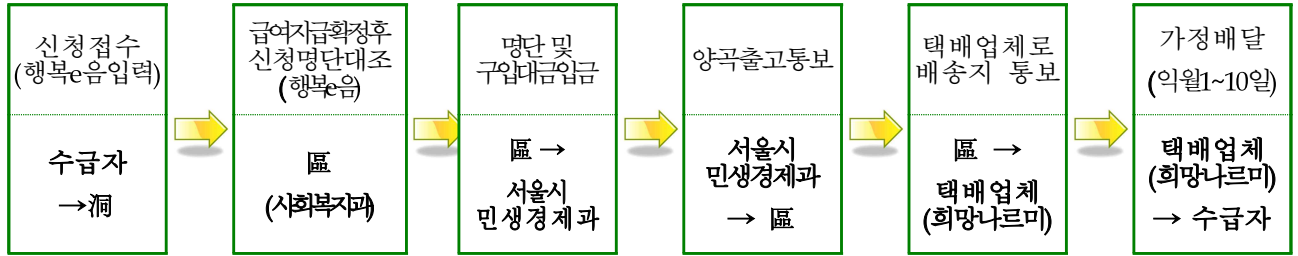 신청접수
(행복e음입력)
수급자
→洞
급여지급확정후
신청명단대조
(행복e음)
區
(사회복지과)
명단 및
구입대금입금
區 →
서울시
민생경제과
양곡출고통보
서울시
민생경제과
→ 區
택배업체로
배송지 통보
區 →
택배업체
(희망나르미)
가정배달
(익월1~10일)
택배업체
(희망나르미)
→ 수급자